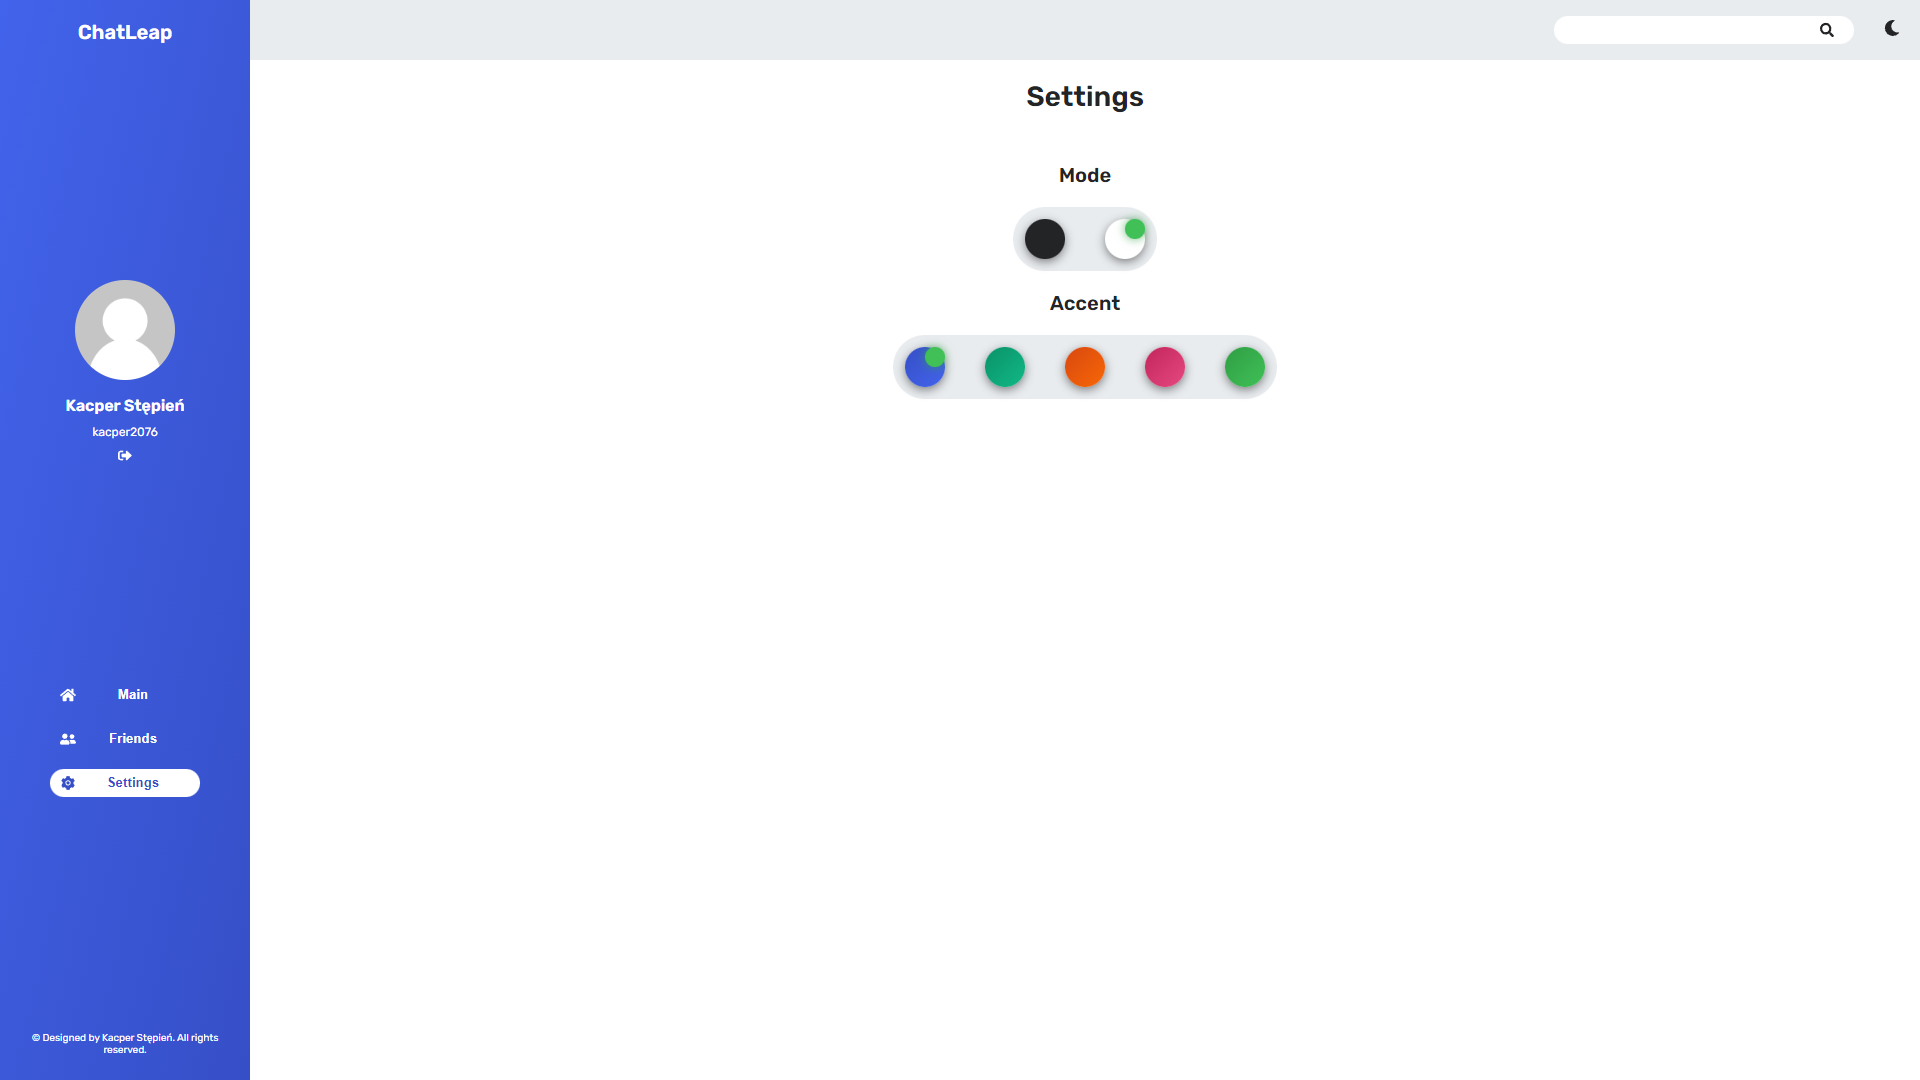 ChatLeap
Settings
Mode
Accent
Kacper Stępień
kacper2076
Main
Friends
Settings
© Designed by Kacper Stępień. All rights
reserved.